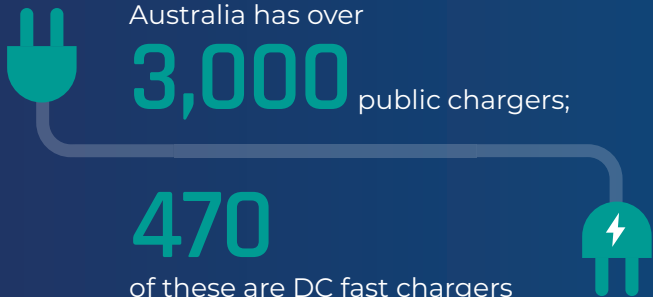 Australia has over
3,000 public chargers;
470
of these are DC fast chargers